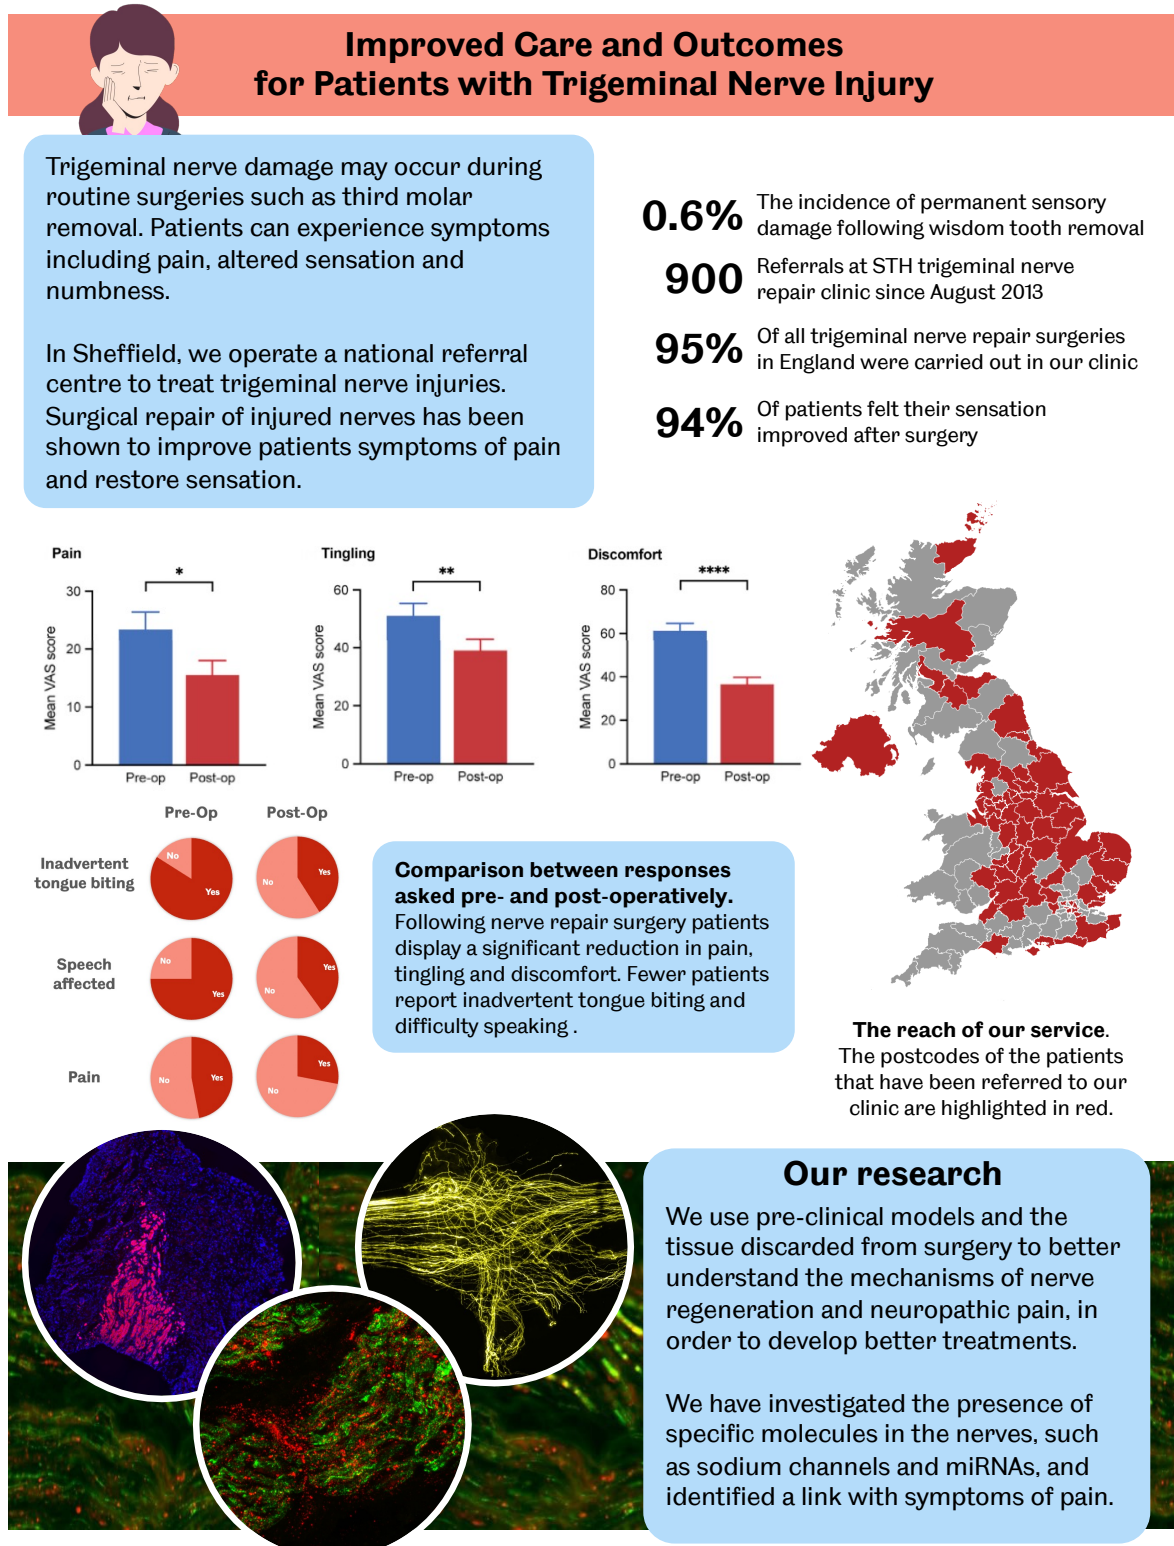 Improved Care and Outcomes
for Patients with Trigeminal Nerve Injury
Trigeminal nerve damage may occur during
routine surgeries such as third molar
removal. Patients can experience symptoms
including pain, altered sensation and
numbness.
In Sheffield, we operate a national referral
centre to treat trigeminal nerve injuries.
Surgical repair of injured nerves has been
shown to improve patients symptoms of pain
and restore sensation.
0.6%
The incidence of permanent sensory
damage following wisdom tooth removal
900
Referrals at STH trigeminal nerve
repair clinic since August 2013
95%
Of all trigeminal nerve repair surgeries
in England were carried out in our clinic
94%
Of patients felt their sensation
improved after surgery
Pain
*
Mean VAS score
30
20
10
0
Pre-op Post-op
Tingling
**
Mean VAS score
60
40
20
0
Pre-op Post-op
Discomfort
****
Mean VAS score
80
60
40
20
0
Pre-op Post-op
Pre-Op Post-Op
Inadvertent
tongue biting
No
Yes
No
Yes
Speech
affected
No
Yes
No
Yes
Pain
No
Yes
No
Yes
Comparison between responses
asked pre- and post-operatively.
Following nerve repair surgery patients
display a significant reduction in pain,
tingling and discomfort. Fewer patients
report inadvertent tongue biting and
difficulty speaking .
The reach of our service.
The postcodes of the patients
that have been referred to our
clinic are highlighted in red.
Our research
We use pre-clinical models and the
tissue discarded from surgery to better
understand the mechanisms of nerve
regeneration and neuropathic pain, in
order to develop better treatments.
We have investigated the presence of
specific molecules in the nerves, such
as sodium channels and miRNAs, and
identified a link with symptoms of pain.